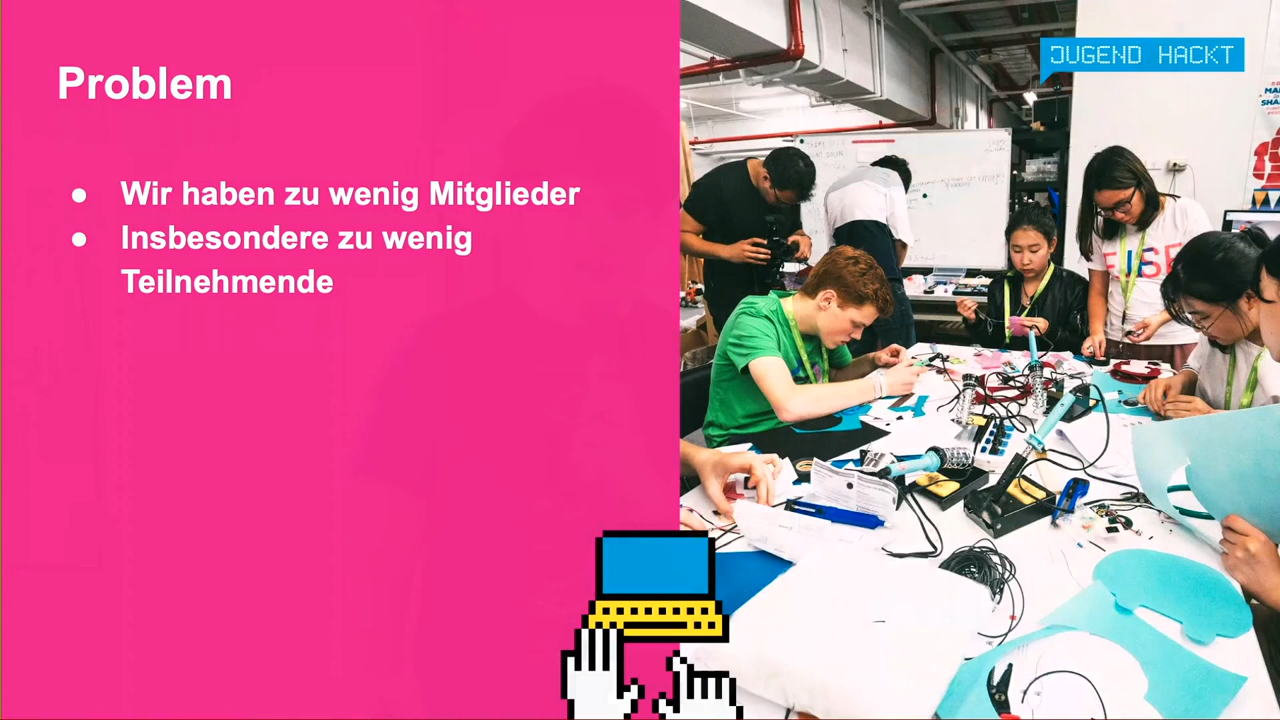 Problem
JUGEND HACKT
● Wir haben zu wenig Mitglieder
● Insbesondere zu wenig
Teilnehmende